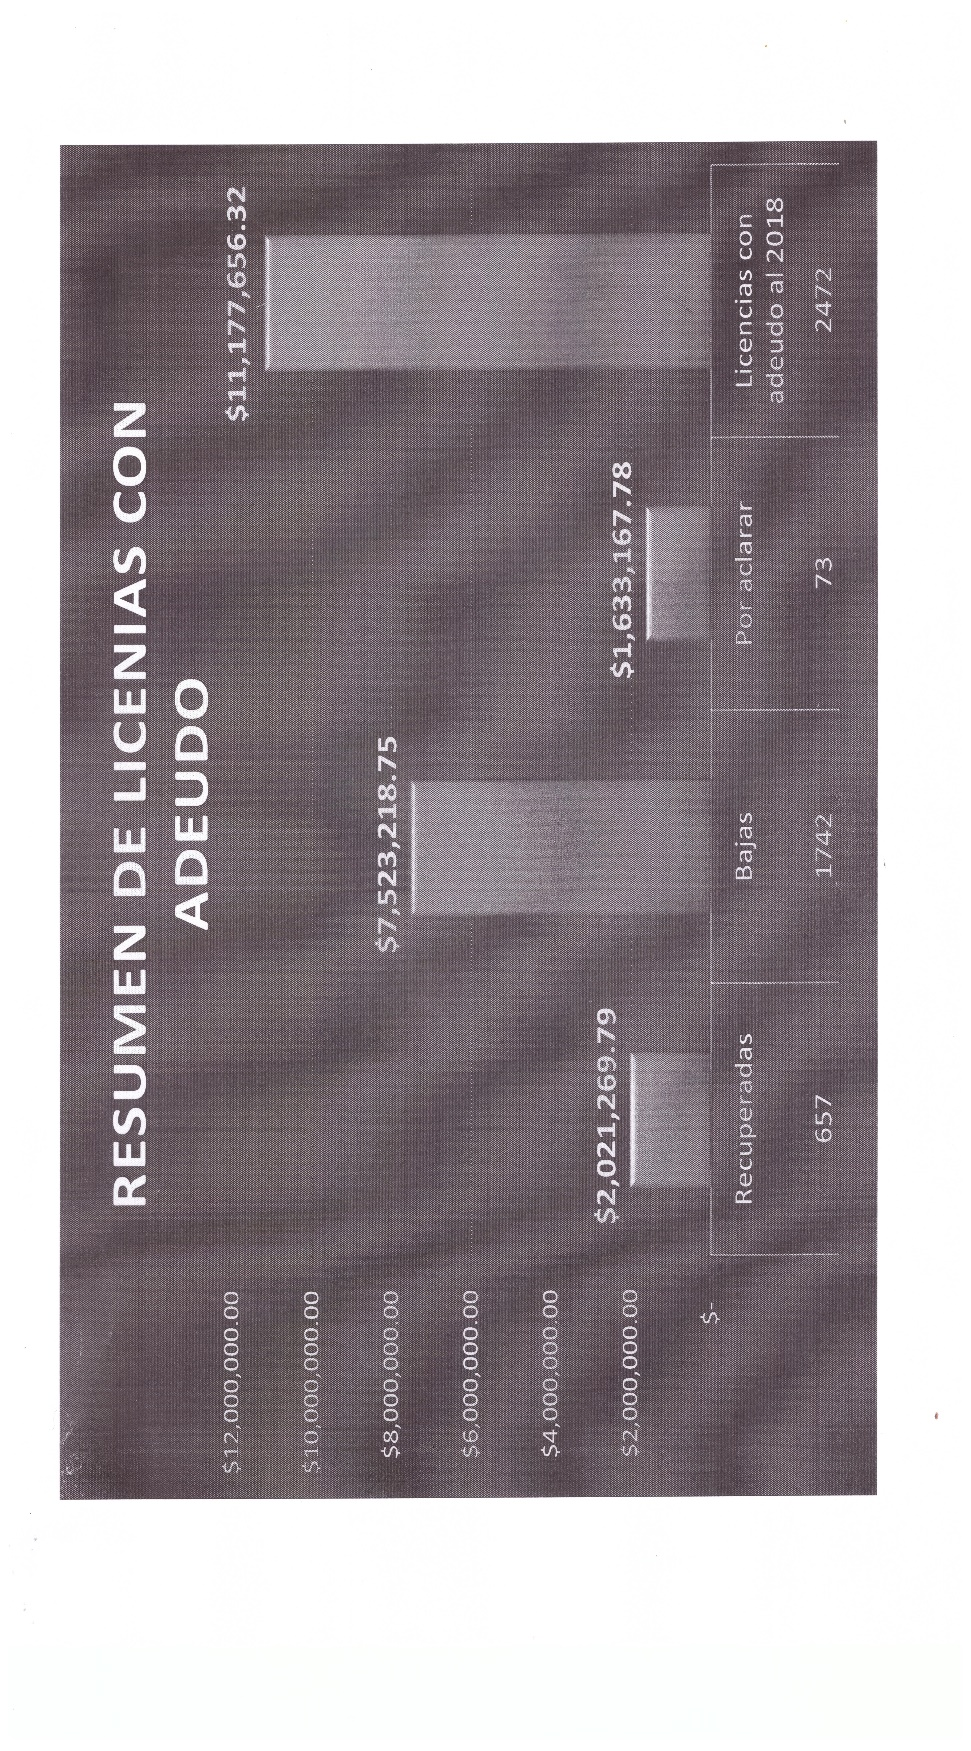 RESUMEN DE LICENIAS CON
ADEUDO
$12,000,000.00
$10,000,000.00
$8,000,000.00
$6,000,000.00
$4,000,000.00
$2,000,000.00
$-
$2,021,269.79
$7,523,218.75
$1,633,167.78
$11,177,656.32
Recuperadas
657
Bajas
1742
Por aclarar
73
Licencias con
adeudo al 2018
2472